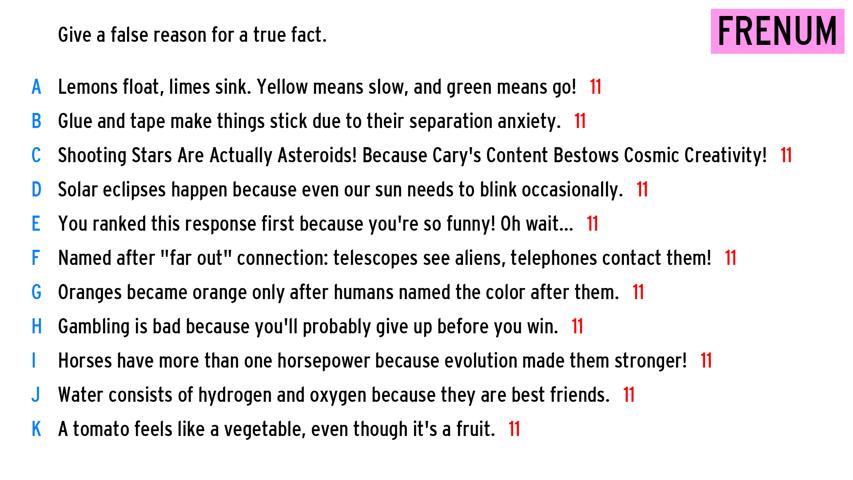 Give a false reason for a true fact.
FRENUM
A Lemons float, limes sink. Yellow means slow, and green means go! 11
B Glue and tape make things stick due to their separation anxiety. 11
C Shooting Stars Are Actually Asteroids! Because Cary's Content Bestows Cosmic Creativity! 11
D Solar eclipses happen because even our sun needs to blink occasionally. 11
E You ranked this response first because you're so funny! Oh wait... 11
F Named after "far out" connection: telescopes see aliens, telephones contact them! 11
G Oranges became orange only after humans named the color after them. 11
H Gambling is bad because you'll probably give up before you win. 11
I Horses have more than one horsepower because evolution made them stronger! 11
J Water consists of hydrogen and oxygen because they are best friends. 11
K A tomato feels like a vegetable, even though it's a fruit. 11